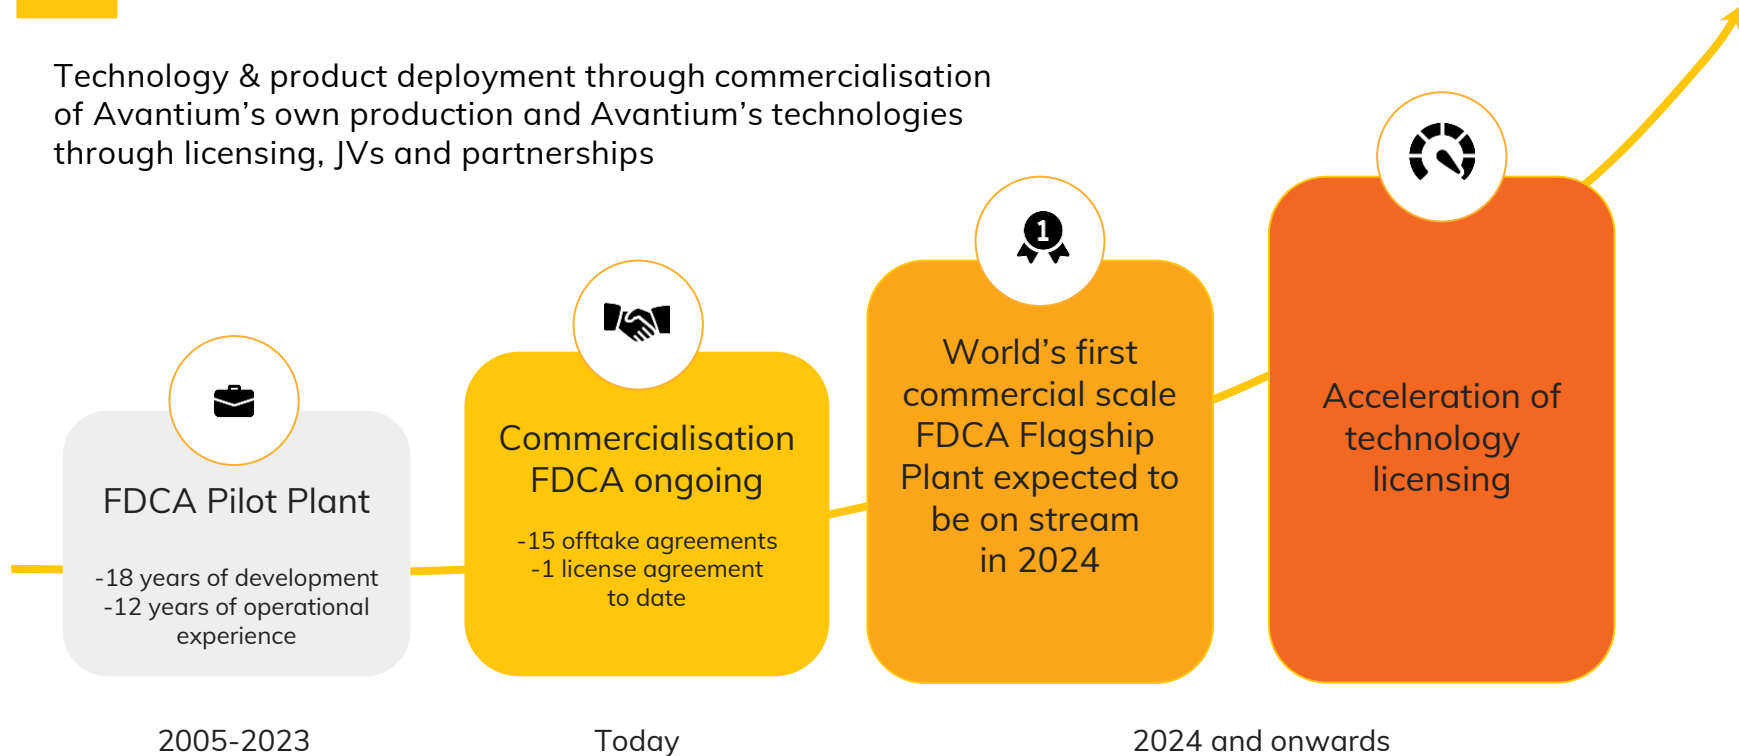 Technology & product deployment through commercialisation
of Avantium’s own production and Avantium’s technologies
through licensing, JVs and partnerships
FDCA Pilot Plant
-18 years of development
-12 years of operational
experience
Commercialisation
FDCA ongoing
-15 offtake agreements
-1 license agreement
to date
1
World’s first
commercial scale
FDCA Flagship
Plant expected to
be on stream
in 2024
Acceleration of
technology
licensing
2005-2023
Today
2024 and onwards